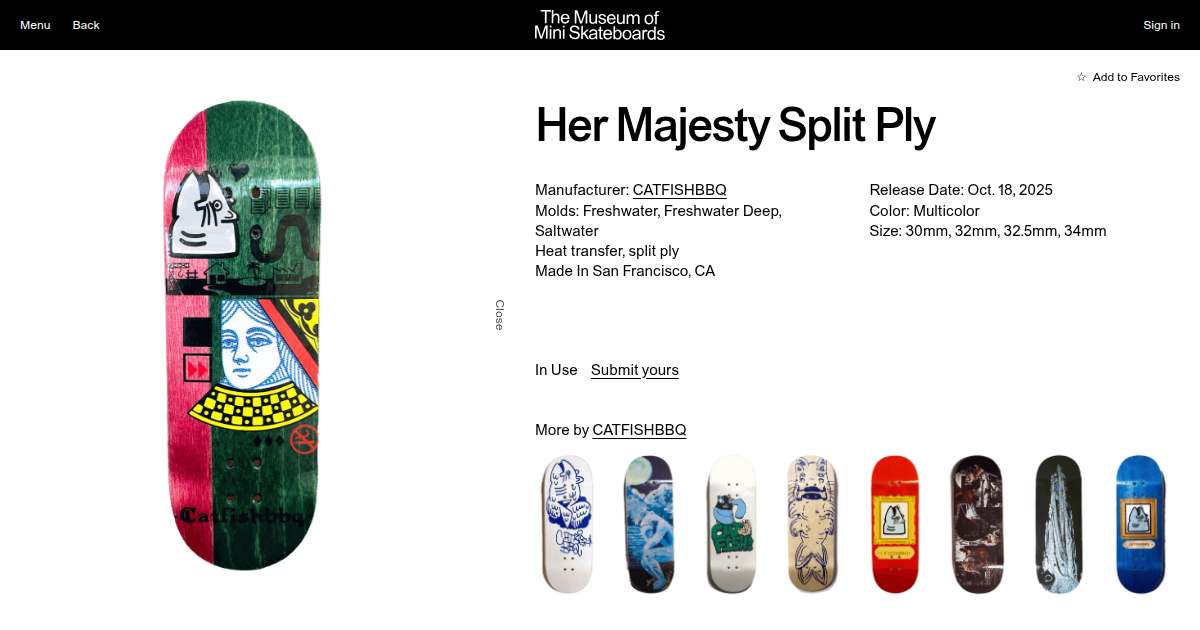 Menu
Back
The Museum of
Mini Skateboards
Sign in
☆ Add to Favorites
Her Majesty Split Ply
Manufacturer: CATFISHBBQ
Molds: Freshwater, Freshwater Deep,
Saltwater
Heat transfer, split ply
Made In San Francisco, CA
Release Date: Oct. 18, 2025
Color: Multicolor
Size: 30mm, 32mm, 32.5mm, 34mm
Catfishbbq
Close
In Use
Submit yours
More by CATFISHBBQ